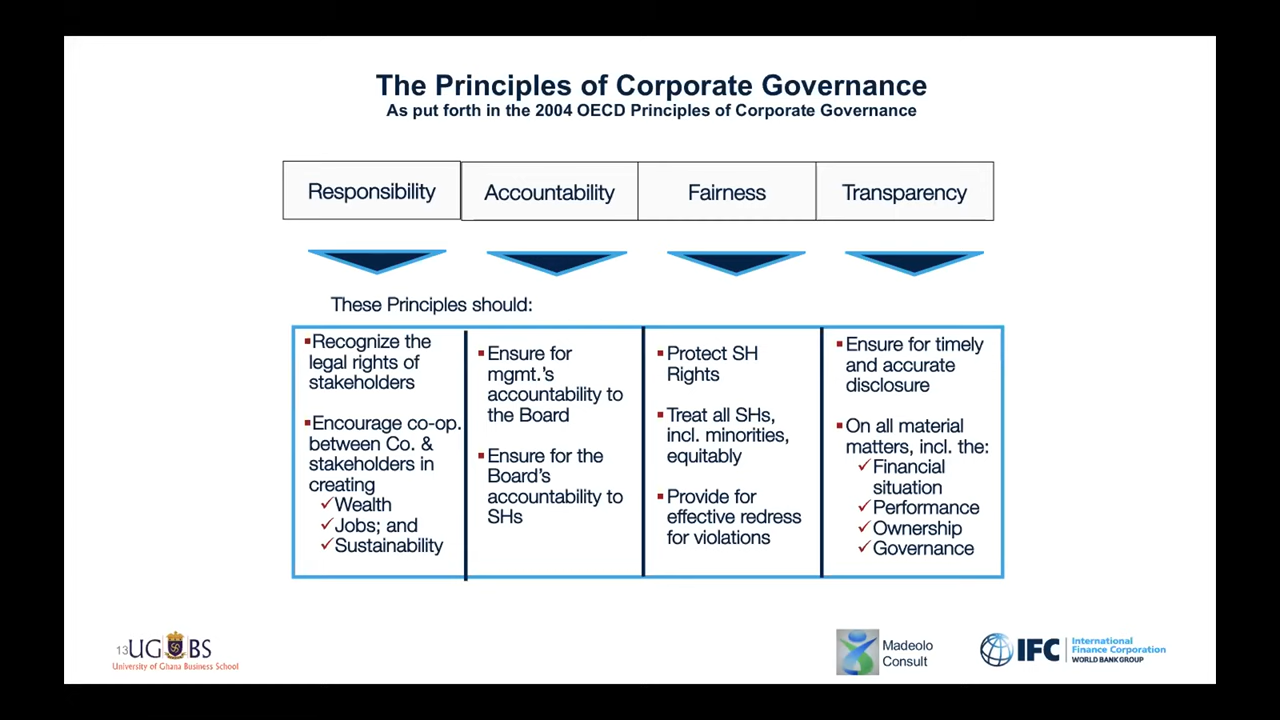 The Principles of Corporate Governance
As put forth in the 2004 OECD Principles of Corporate Governance
Responsibility
Accountability
Fairness
Transparency
These Principles should:
▪Recognize the
legal rights of
stakeholders
▪Encourage co-op.
between Co. &
stakeholders in
creating
✓Wealth
✓Jobs; and
✓Sustainability
▪Ensure for
mgmt.'s
accountability to
the Board
▪Ensure for the
Board's
accountability to
SHs
▪Protect SH
Rights
▪Treat all SHs,
incl. minorities,
equitably
▪Provide for
effective redress
for violations
▪Ensure for timely
and accurate
disclosure
▪On all material
matters, incl. the:
✓Financial
situation
✓Performance
✓Ownership
✓Governance
13
UGBS
University of Ghana Business School
Madeolo
Consult
IFC
International
Finance Corporation
WORLD BANK GROUP